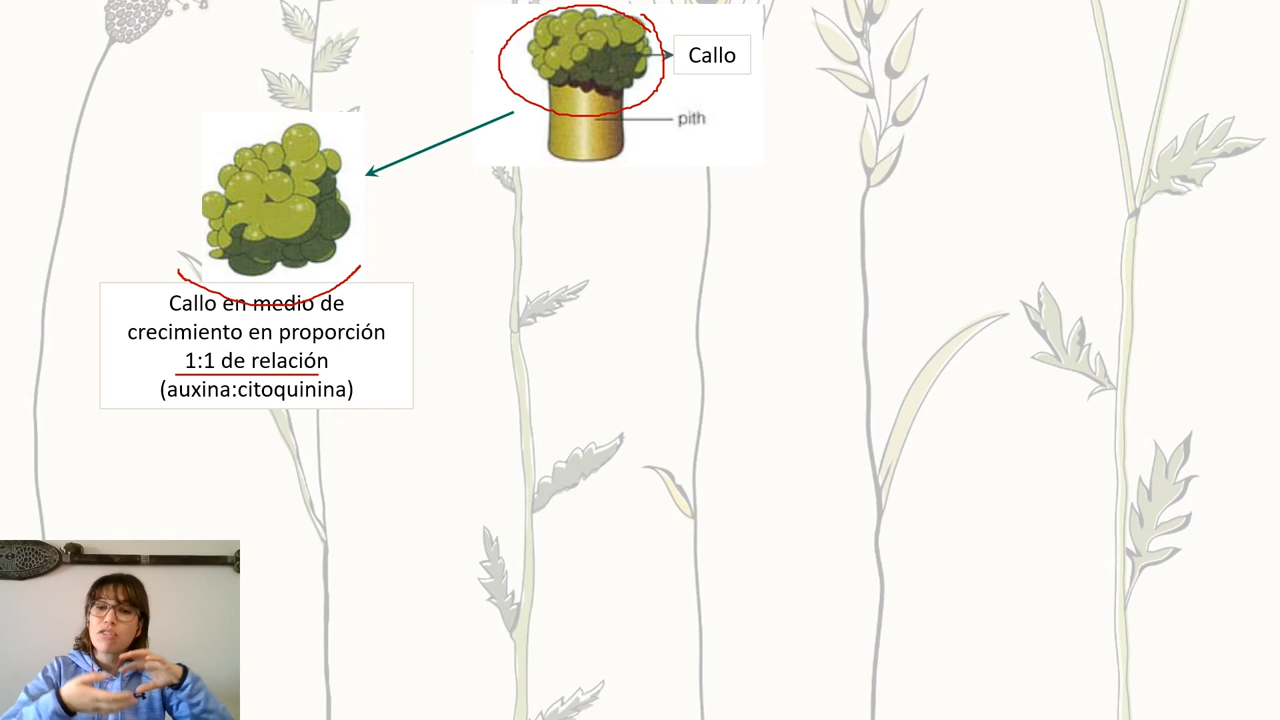 Callo
pith
Callo en medio de
crecimiento en proporción
1:1 de relación
(auxina:citoquinina)